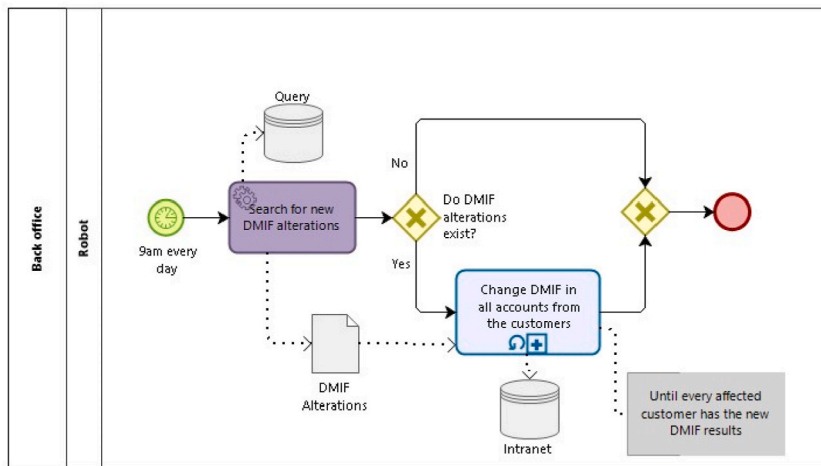 Back office
Robot
Query
No
Search for new
DMIF alterations
Do DMIF
alterations
exist?
9am every
day
Yes
Change DMIF in
all accounts from
the customers
DMIF
Alterations
Until every affected
customer has the new
DMIF results
Intranet